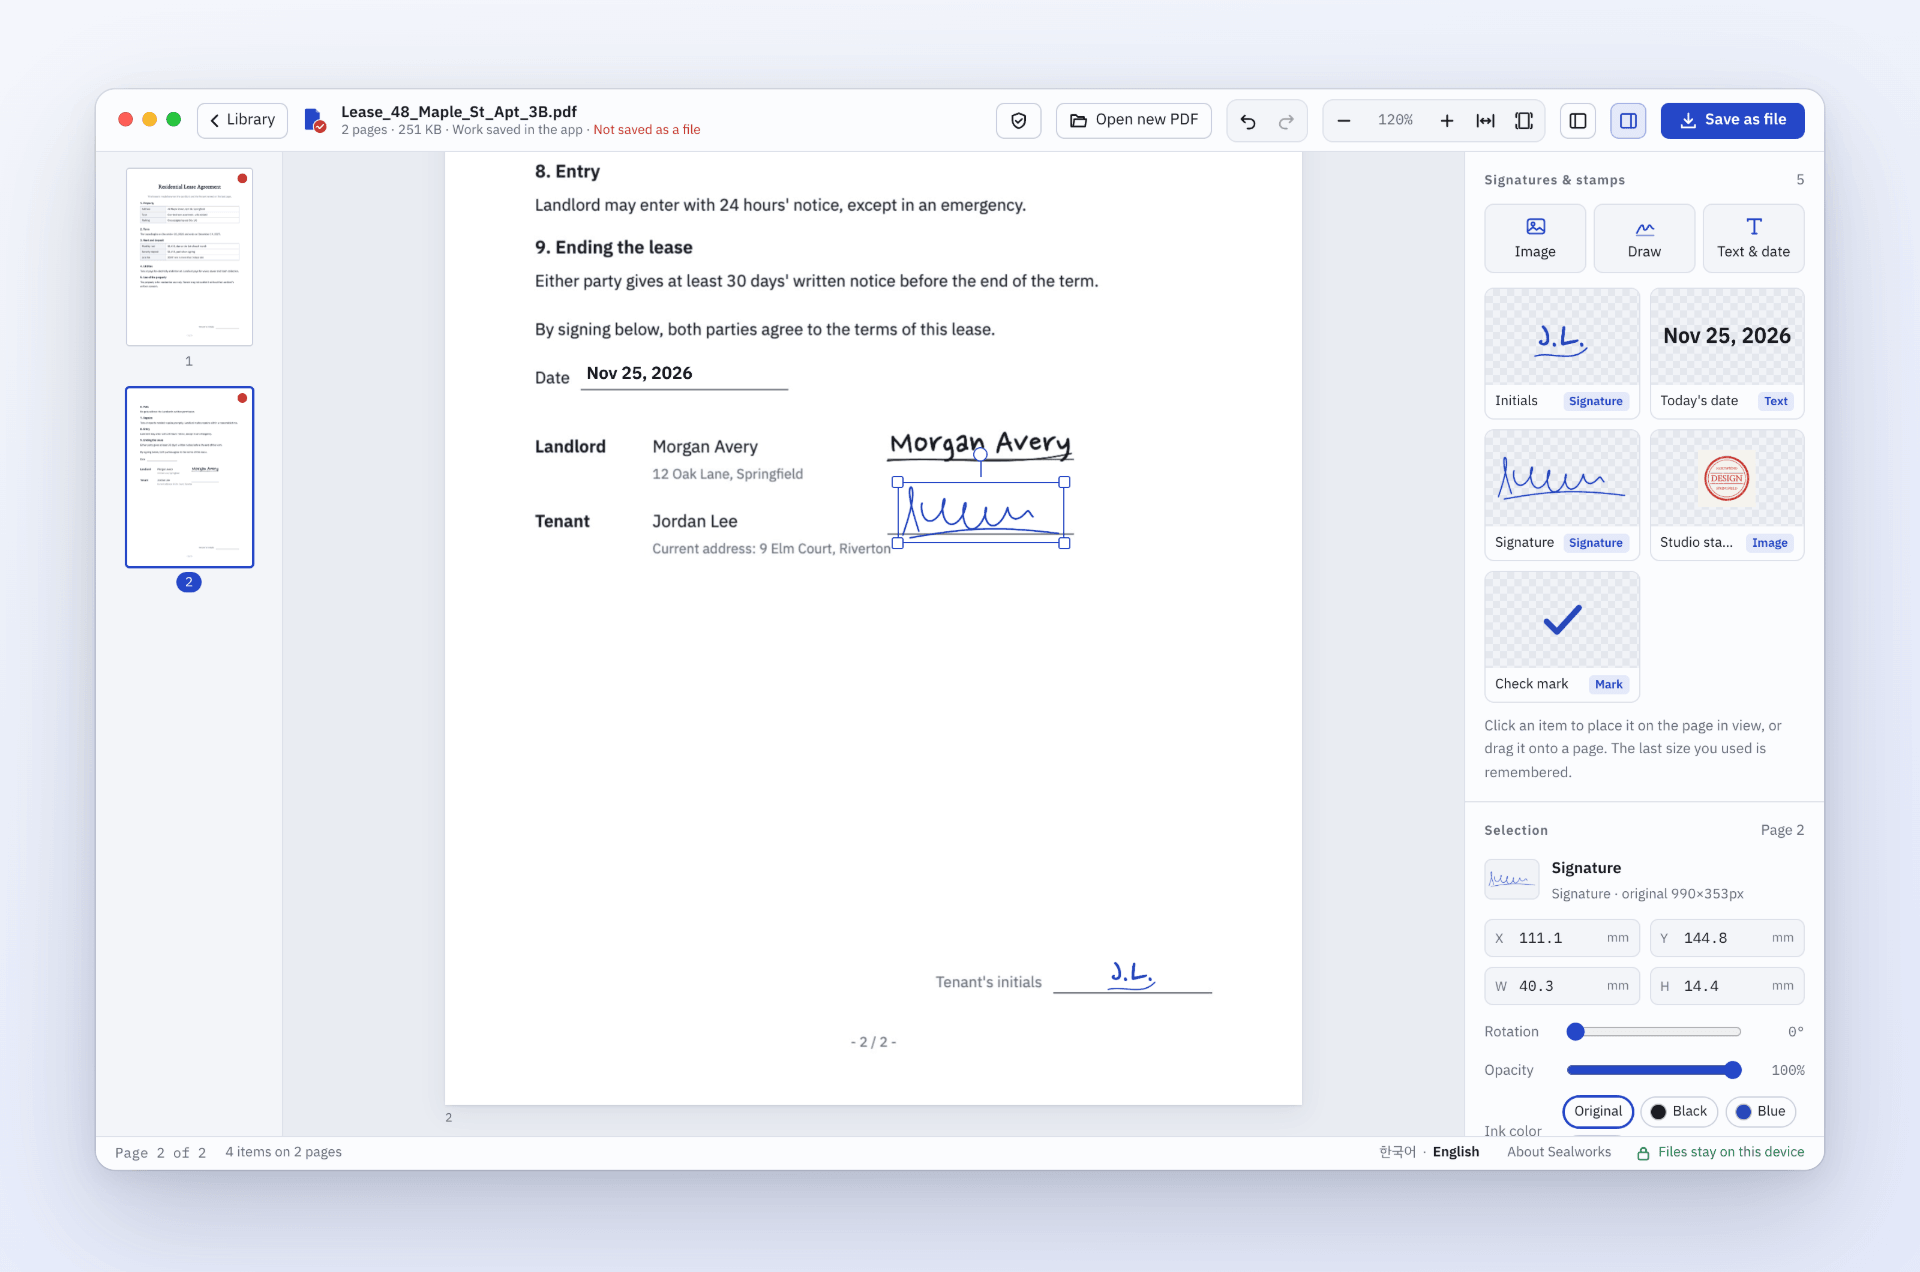 Library
Lease_48_Maple_St_Apt_3B.pdf
2 pages · 251 KB · Work saved in the app · Not saved as a file
Open new PDF
120%
Save as file
Residential Lease Agreement
1
2
8. Entry
Landlord may enter with 24 hours' notice, except in an emergency.
9. Ending the lease
Either party gives at least 30 days' written notice before the end of the term.
By signing below, both parties agree to the terms of this lease.
Date Nov 25, 2026
Landlord Morgan Avery Morgan Avery
12 Oak Lane, Springfield
Tenant Jordan Lee
Current address: 9 Elm Court, Riverton
Tenant's initials J.L.
- 2 / 2 -
2
Signatures & stamps 5
Image
Draw
Text & date
J.L.
Initials Signature
Nov 25, 2026
Today's date Text
Signature Signature
DESIGN
Studio sta... Image
Check mark Mark
Click an item to place it on the page in view, or
drag it onto a page. The last size you used is
remembered.
Selection Page 2
Signature
Signature · original 990×353px
X 111.1 mm
Y 144.8 mm
W 40.3 mm
H 14.4 mm
Rotation 0°
Opacity 100%
Ink color Original Black Blue
Page 2 of 2 4 items on 2 pages
한국어 · English About Sealworks Files stay on this device